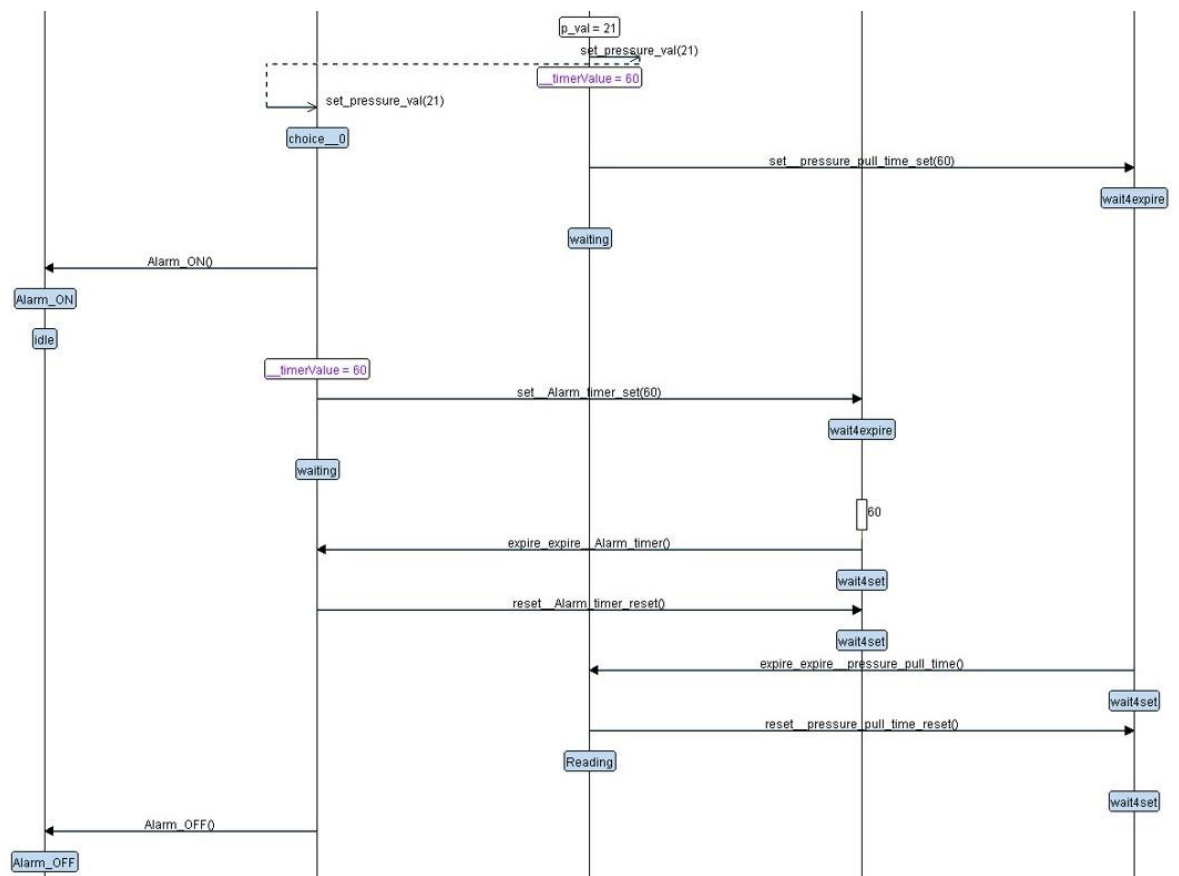 p_val = 21
set_pressure_val(21)
__timerValue = 60
set_pressure_val(21)
choice__0
set__pressure_pull_time_set(60)
wait4expire
waiting
Alarm_ON()
Alarm_ON
idle
__timerValue = 60
set__Alarm_timer_set(60)
wait4expire
waiting
60
expire_expire__Alarm_timer()
wait4set
reset__Alarm_timer_reset()
wait4set
expire_expire__pressure_pull_time()
wait4set
reset__pressure_pull_time_reset()
Reading
wait4set
Alarm_OFF()
Alarm_OFF